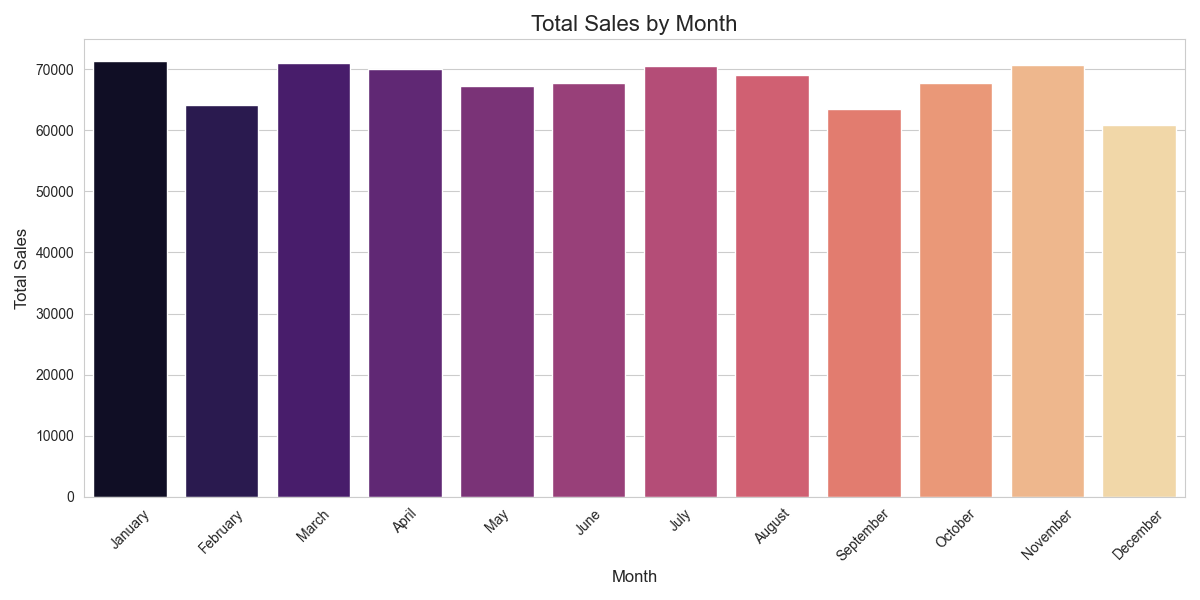 Total Sales by Month
Total Sales
70000
60000
50000
40000
30000
20000
10000
0
January
February
March
April
May
June
July
August
September
October
November
December
Month